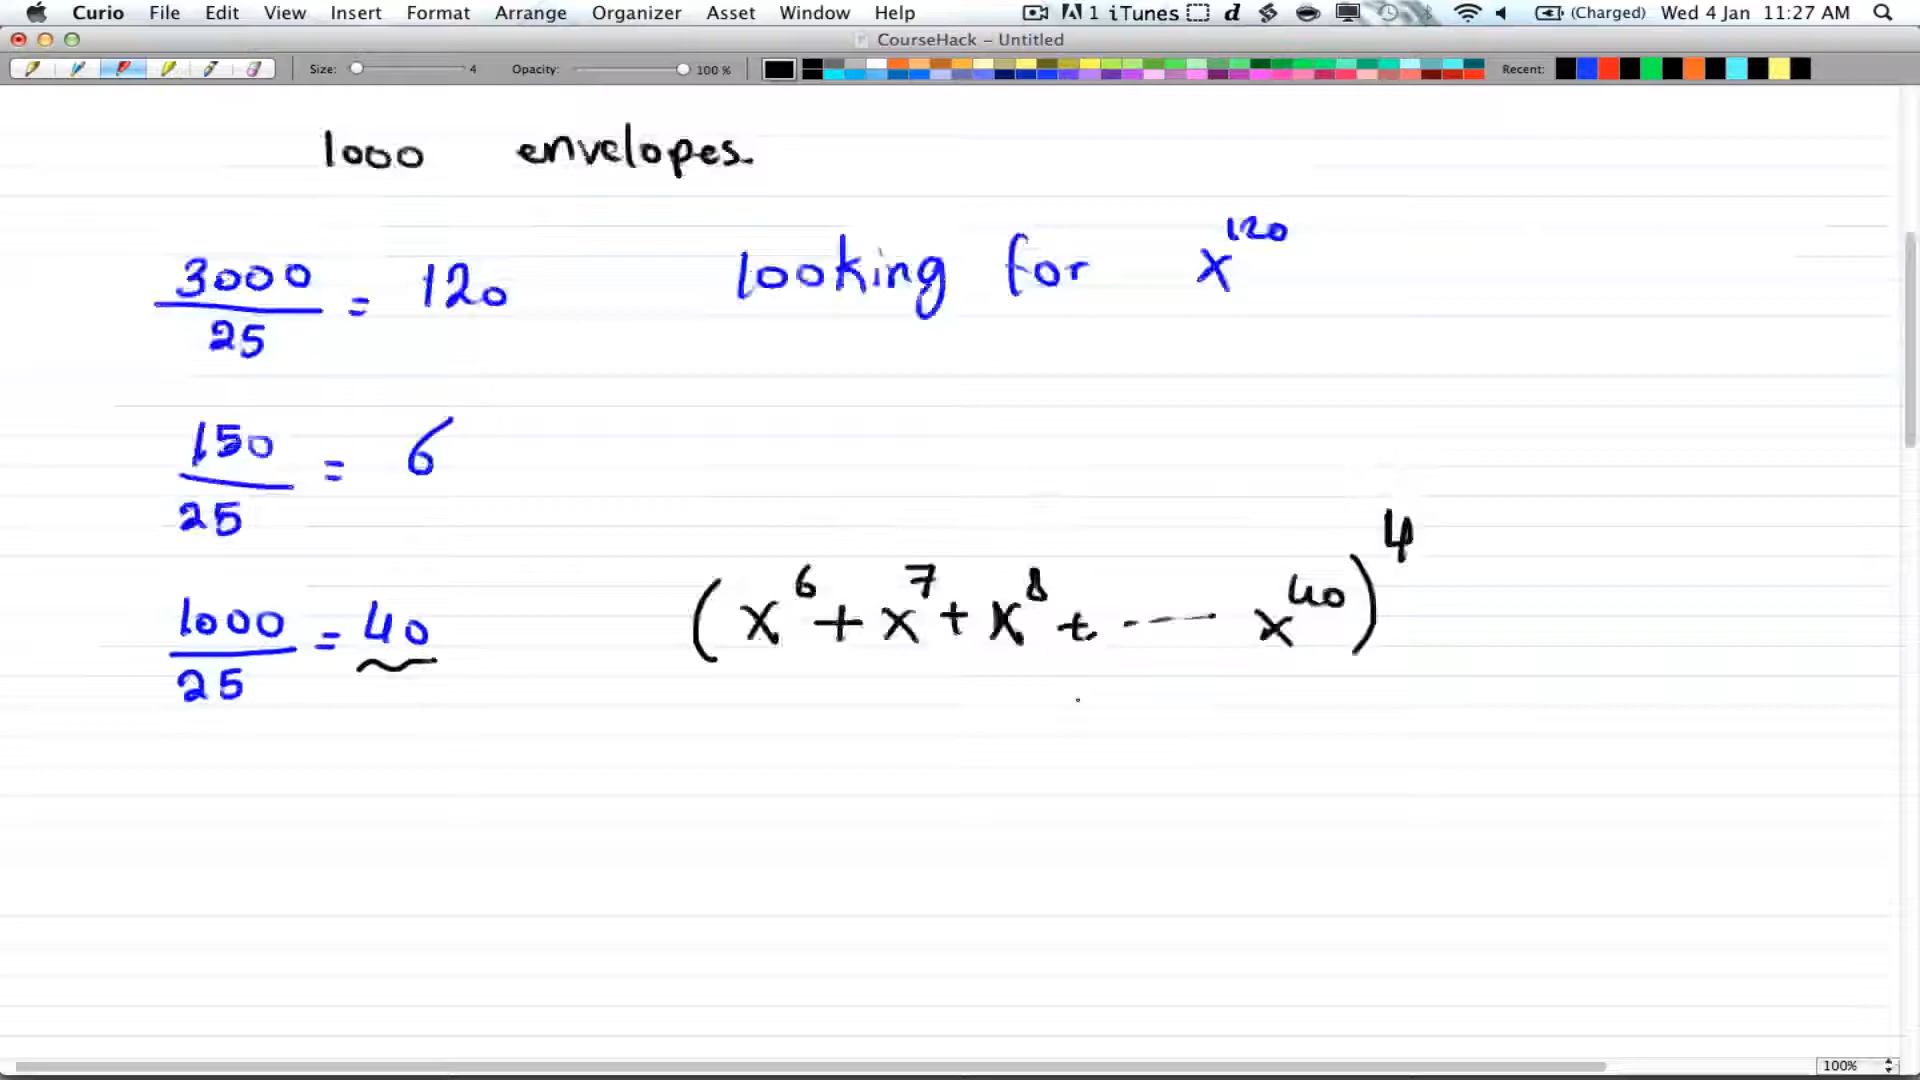 Curio File Edit View Insert Format Arrange Organizer Asset Window Help 1 iTunes (Charged) Wed 4 Jan 11:27 AM
CourseHack – Untitled
Size: 4 Opacity: 100 % Recent:
1000 envelopes.
3000/25 = 120 looking for x^120
150/25 = 6
1000/25 = 40 (x^6 + x^7 + x^8 + ---- x^40)^4
100%